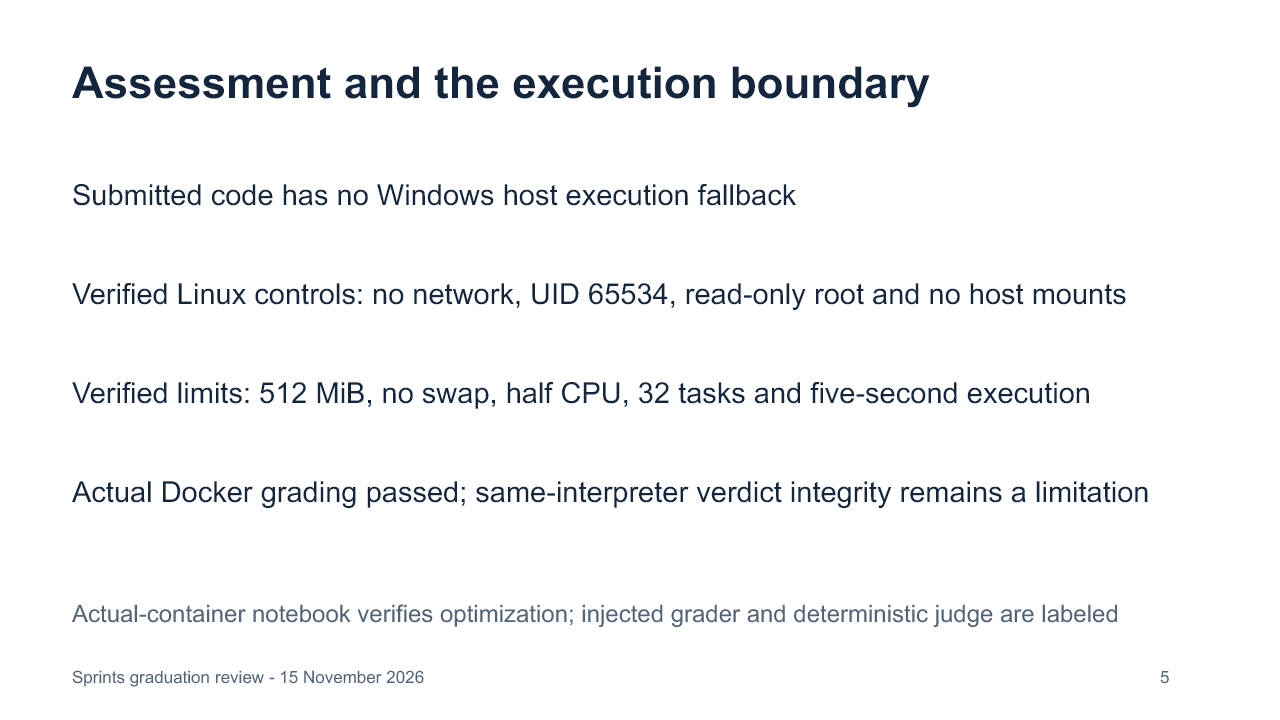 Assessment and the execution boundary
Submitted code has no Windows host execution fallback
Verified Linux controls: no network, UID 65534, read-only root and no host mounts
Verified limits: 512 MiB, no swap, half CPU, 32 tasks and five-second execution
Actual Docker grading passed; same-interpreter verdict integrity remains a limitation
Actual-container notebook verifies optimization; injected grader and deterministic judge are labeled
Sprints graduation review - 15 November 2026
5